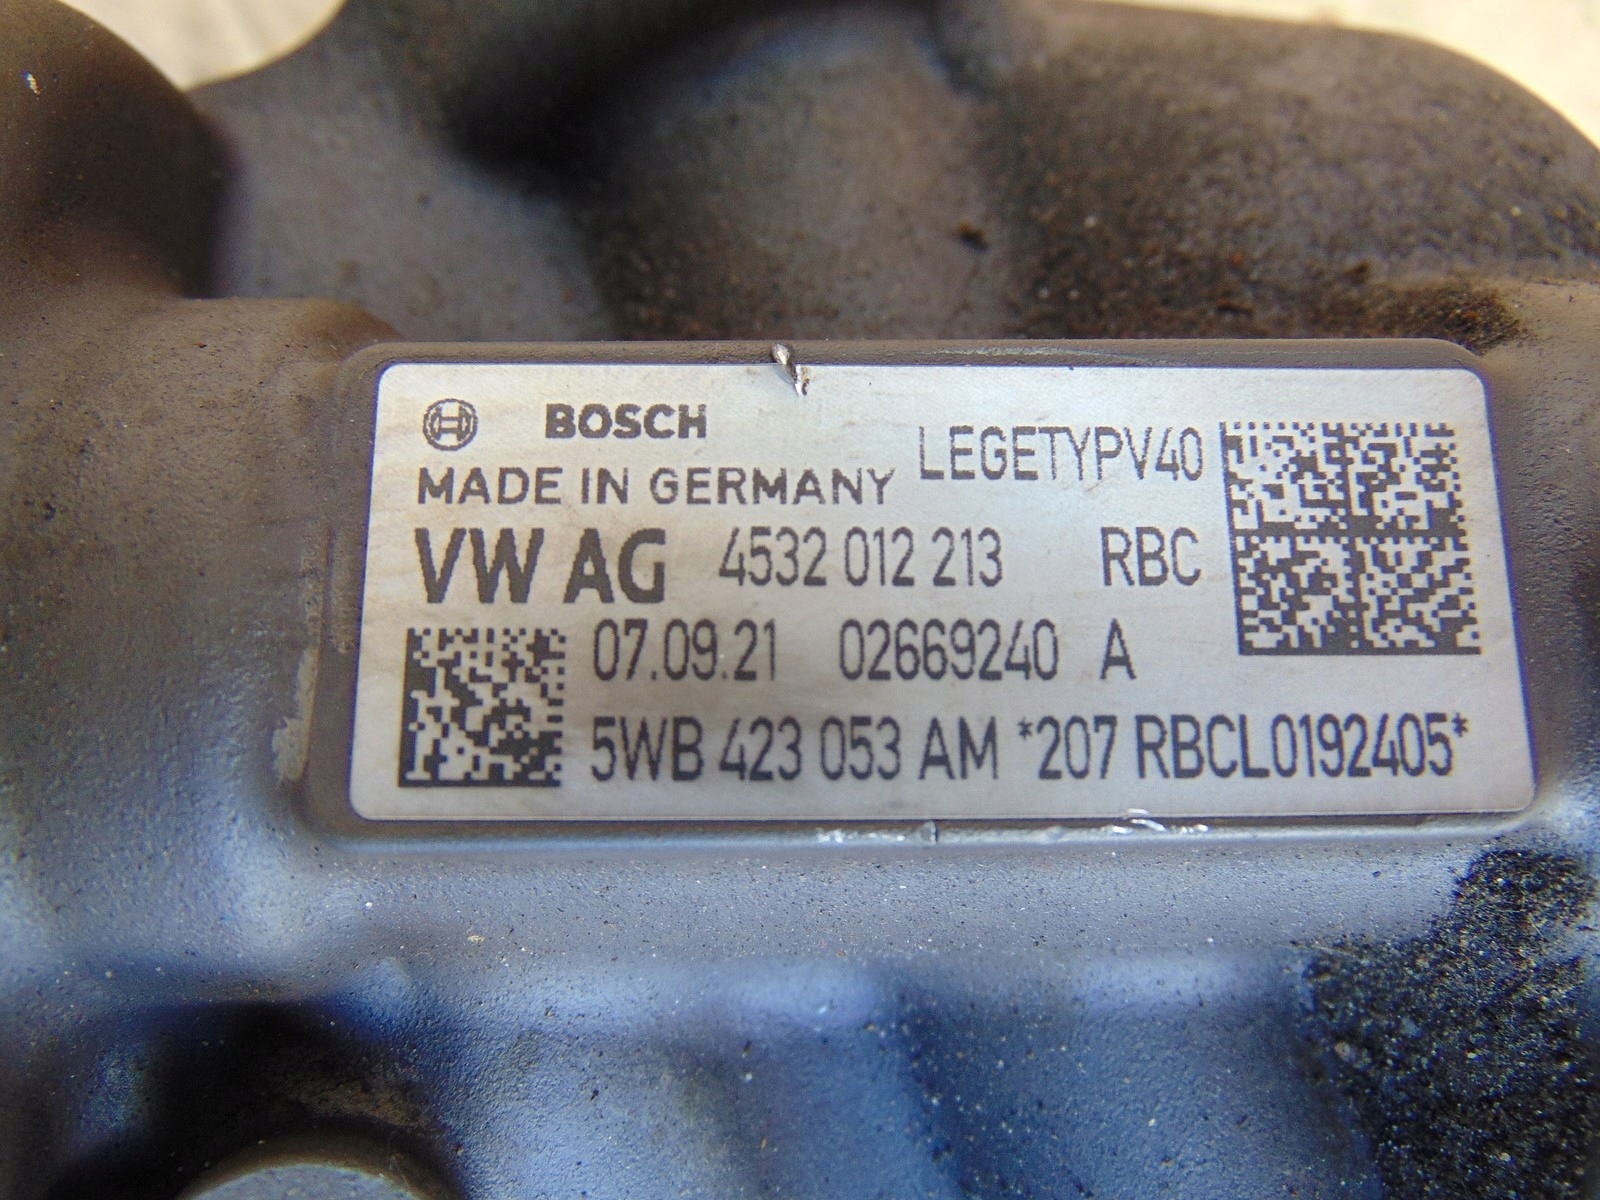 BOSCH
MADE IN GERMANY LEGETYPV40
VW AG 4532 012 213 RBC
07.09.21 02669240 A
5WB 423 053 AM *207 RBCL0192405*